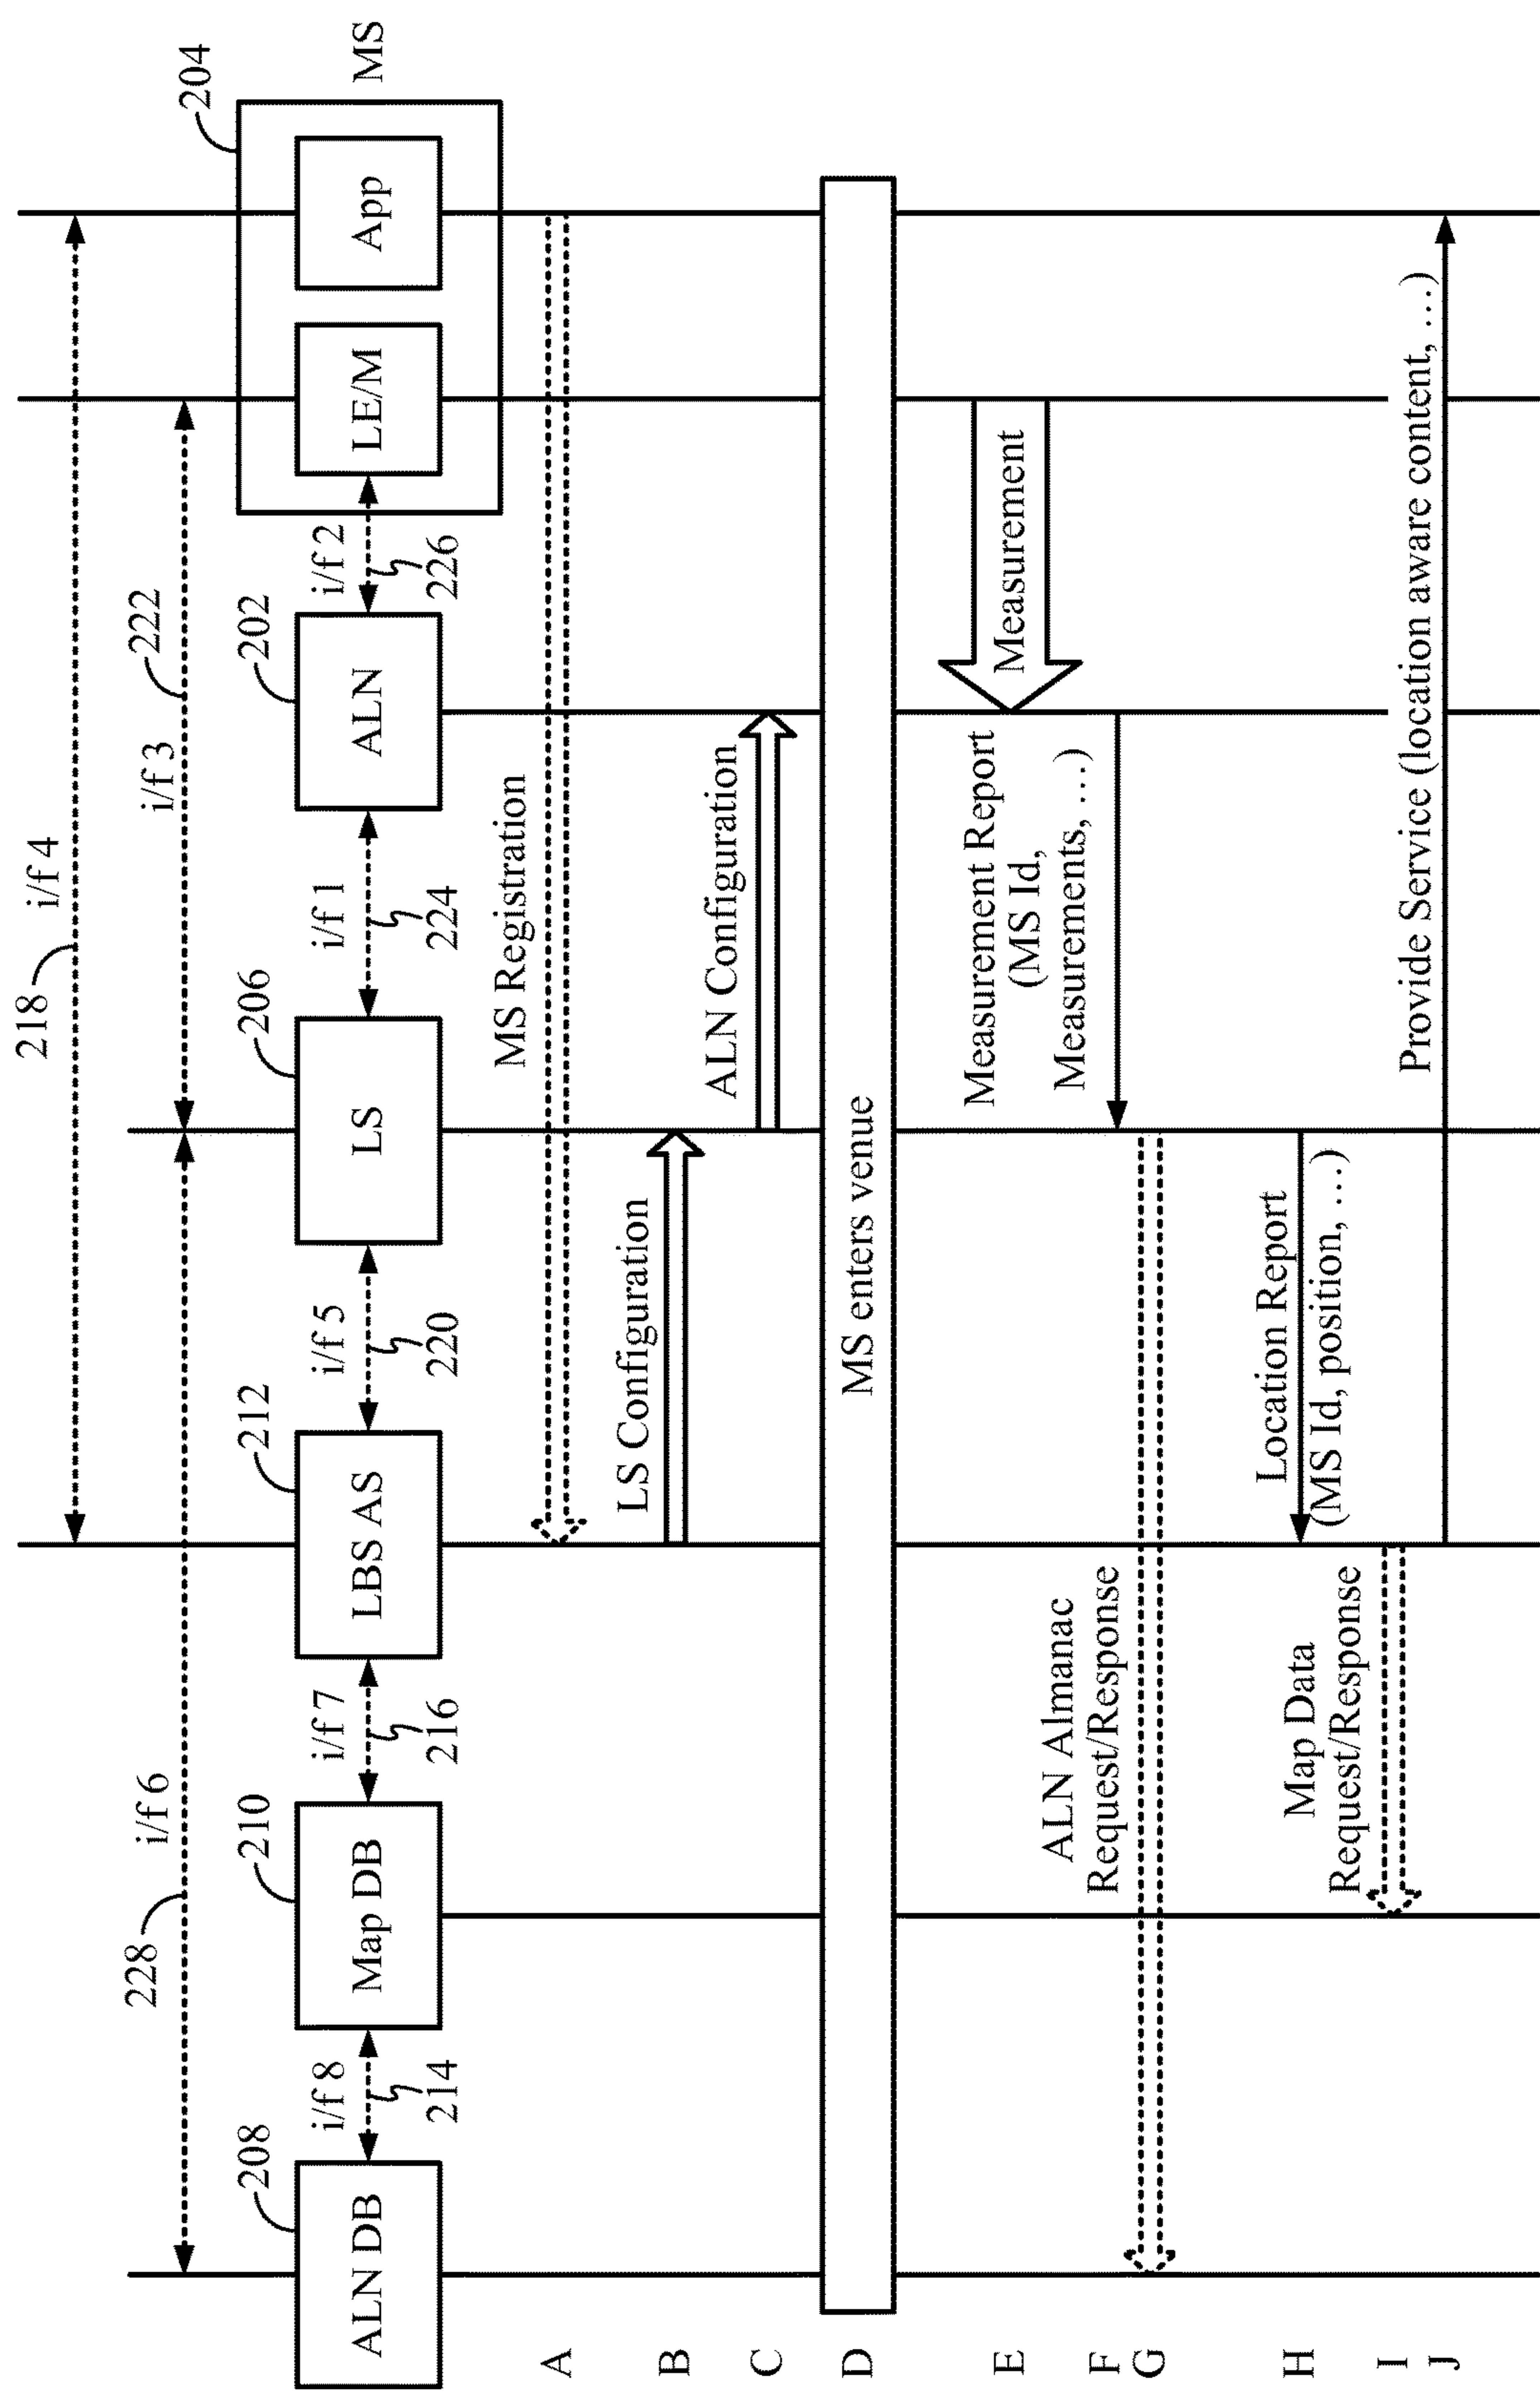 218
i/f 4
228
i/f 6
i/f 3
222
208
210
212
206
202
204
ALN DB
i/f 8
214
Map DB
i/f 7
216
LBS AS
i/f 5
220
LS
i/f 1
224
ALN
i/f 2
226
LE/M
App
MS
A
MS Registration
B
LS Configuration
C
ALN Configuration
D
MS enters venue
E
Measurement
F
Measurement Report
(MS Id,
Measurements, …)
G
ALN Almanac
Request/Response
H
Location Report
(MS Id, position, …)
I
Map Data
Request/Response
J
Provide Service (location aware content, …)